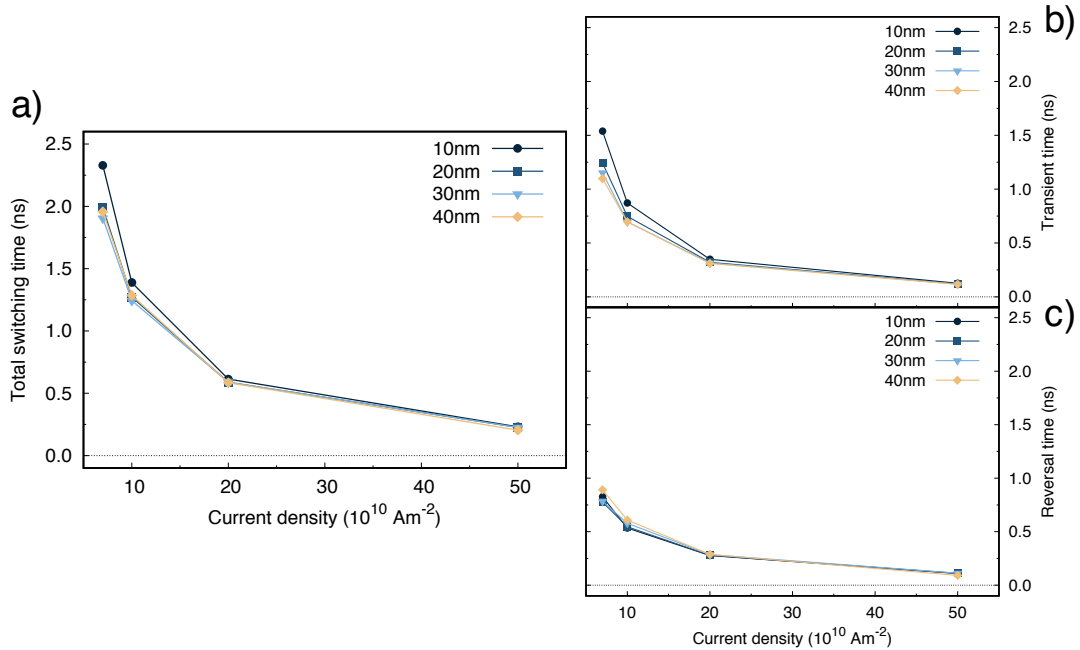 a)
Total switching time (ns)
2.5
2.0
1.5
1.0
0.5
0.0
10nm
20nm
30nm
40nm
10 20 30 40 50
Current density (10^10 Am^-2)
b)
10nm
20nm
30nm
40nm
2.5
2.0
1.5
1.0
0.5
0.0
Transient time (ns)
c)
10nm
20nm
30nm
40nm
2.5
2.0
1.5
1.0
0.5
0.0
Reversal time (ns)
10 20 30 40 50
Current density (10^10 Am^-2)